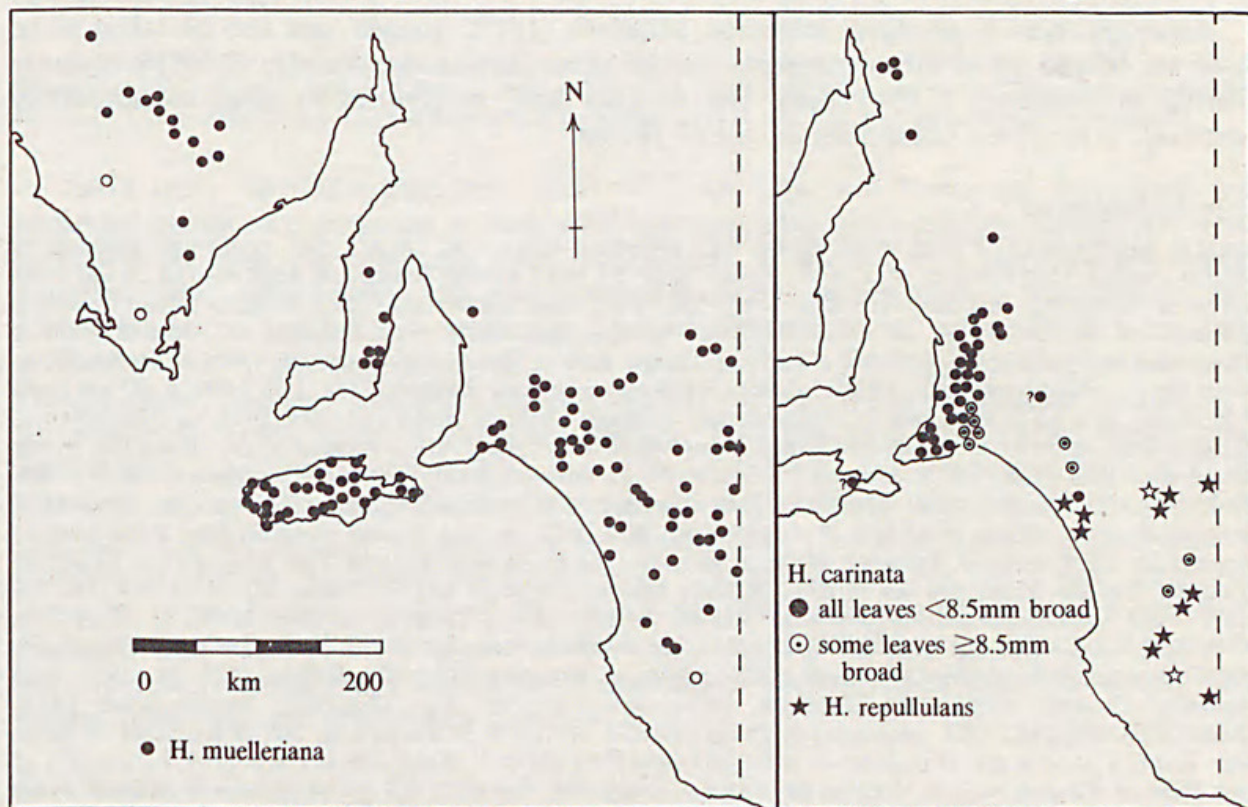 N
0 km 200
H. muelleriana
?
?
H. carinata
all leaves <8.5mm broad
some leaves ≥8.5mm
broad
H. repullulans